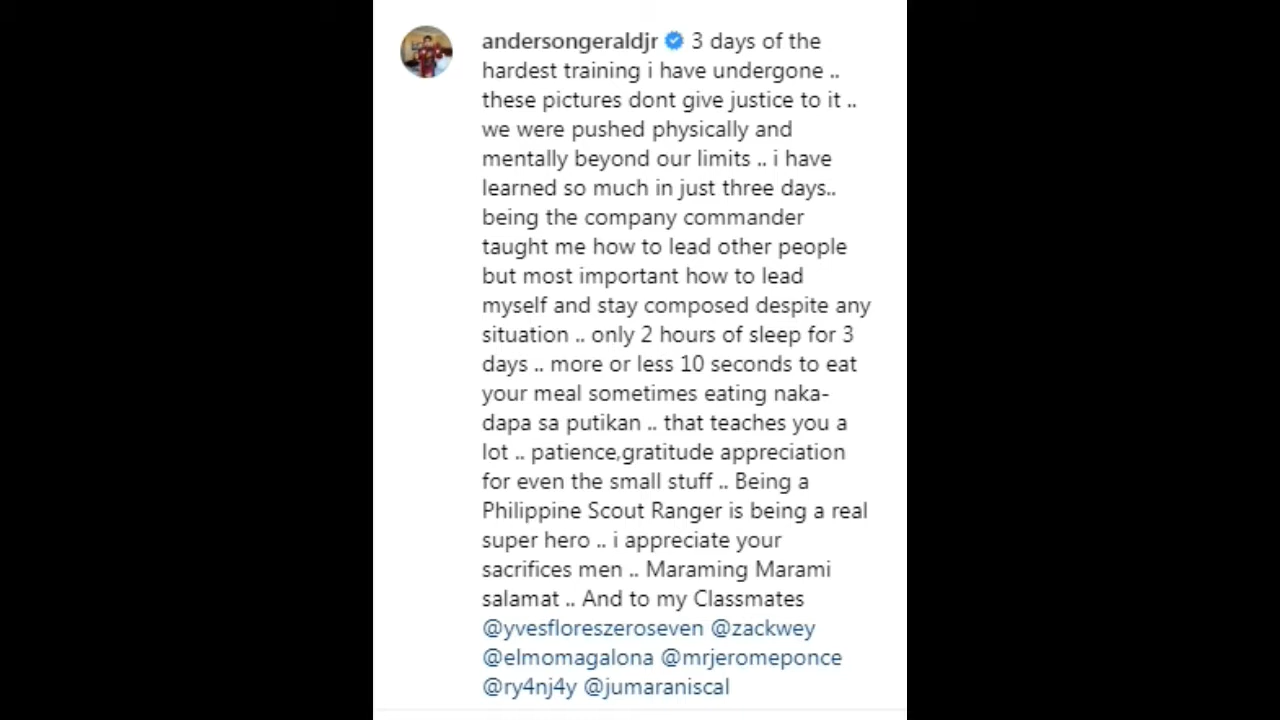 andersongeraldjr 3 days of the
hardest training i have undergone ..
these pictures dont give justice to it ..
we were pushed physically and
mentally beyond our limits .. i have
learned so much in just three days..
being the company commander
taught me how to lead other people
but most important how to lead
myself and stay composed despite any
situation .. only 2 hours of sleep for 3
days .. more or less 10 seconds to eat
your meal sometimes eating naka-
dapa sa putikan .. that teaches you a
lot .. patience,gratitude appreciation
for even the small stuff .. Being a
Philippine Scout Ranger is being a real
super hero .. i appreciate your
sacrifices men .. Maraming Marami
salamat .. And to my Classmates
@yvesfloreszeroseven @zackwey
@elmomagalona @mrjeromeponce
@ry4nj4y @jumaraniscal